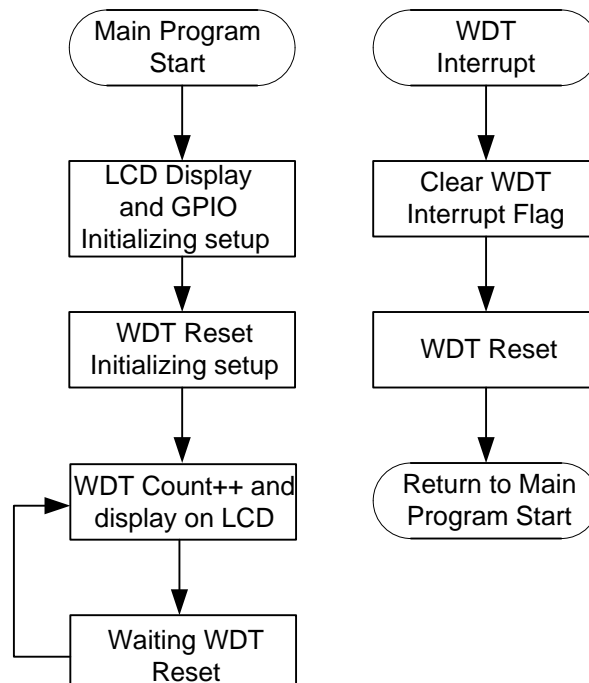 Main Program
Start
LCD Display
and GPIO
Initializing setup
WDT Reset
Initializing setup
WDT Count++ and
display on LCD
Waiting WDT
Reset
WDT
Interrupt
Clear WDT
Interrupt Flag
WDT Reset
Return to Main
Program Start